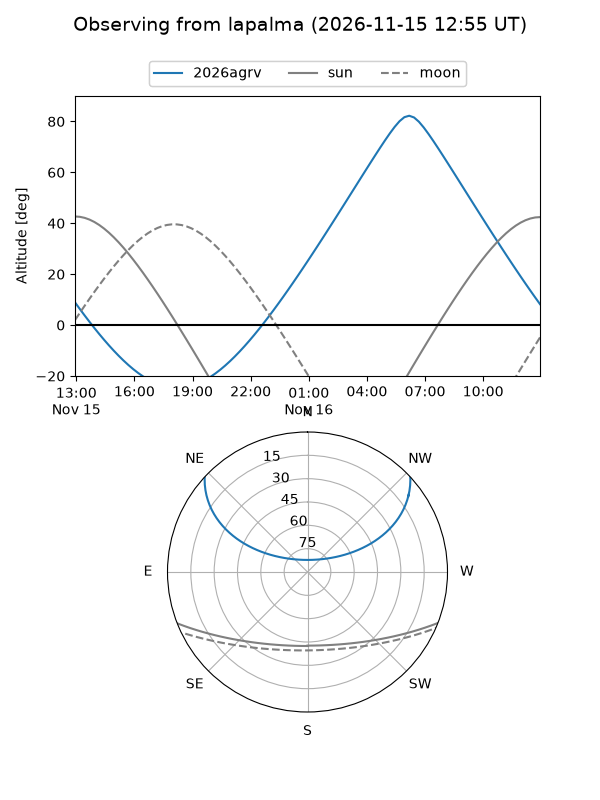 Observing from lapalma (2026-11-15 12:55 UT)
2026agrv sun moon
Altitude [deg]
80
60
40
20
0
−20
13:00 16:00 19:00 22:00 01:00 04:00 07:00 10:00
Nov 15 Nov 16
N
NE NW
15
30
45
60
75
E W
SE SW
S